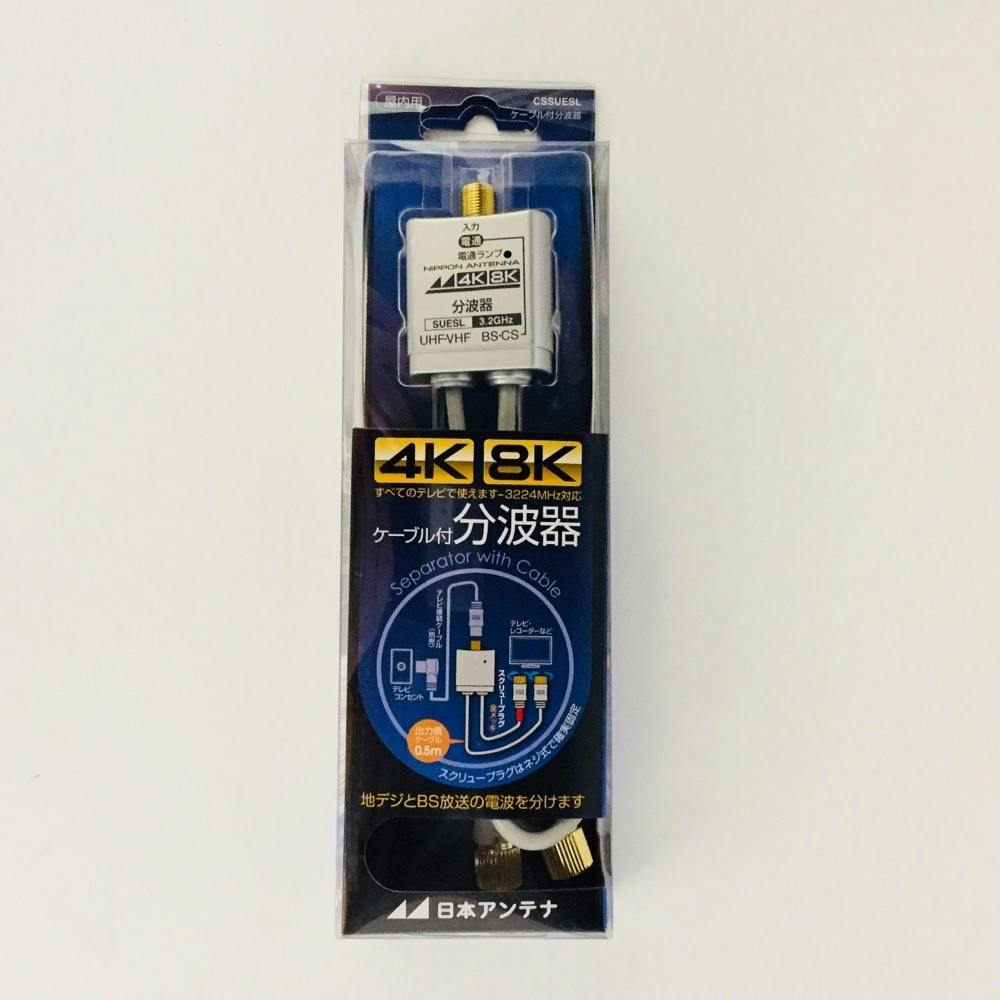 屋内用
CSSUESL
ケーブル付分波器
入力
電通
電通ランプ
NIPPON ANTENNA
4K 8K
分波器
SUESL 3.2GHz
UHF·VHF BS·CS
4K 8K
すべてのテレビで使えます-3224MHz対応
ケーブル付分波器
Separator with Cable
テレビ接続ケーブル
(別売)
テレビ
コンセント
テレビ・
レコーダーなど
スクリュープラグ
金メッキ
出力側
ケーブル
0.5m
スクリュープラグはネジ式で確実固定
地デジとBS放送の電波を分けます
日本アンテナ